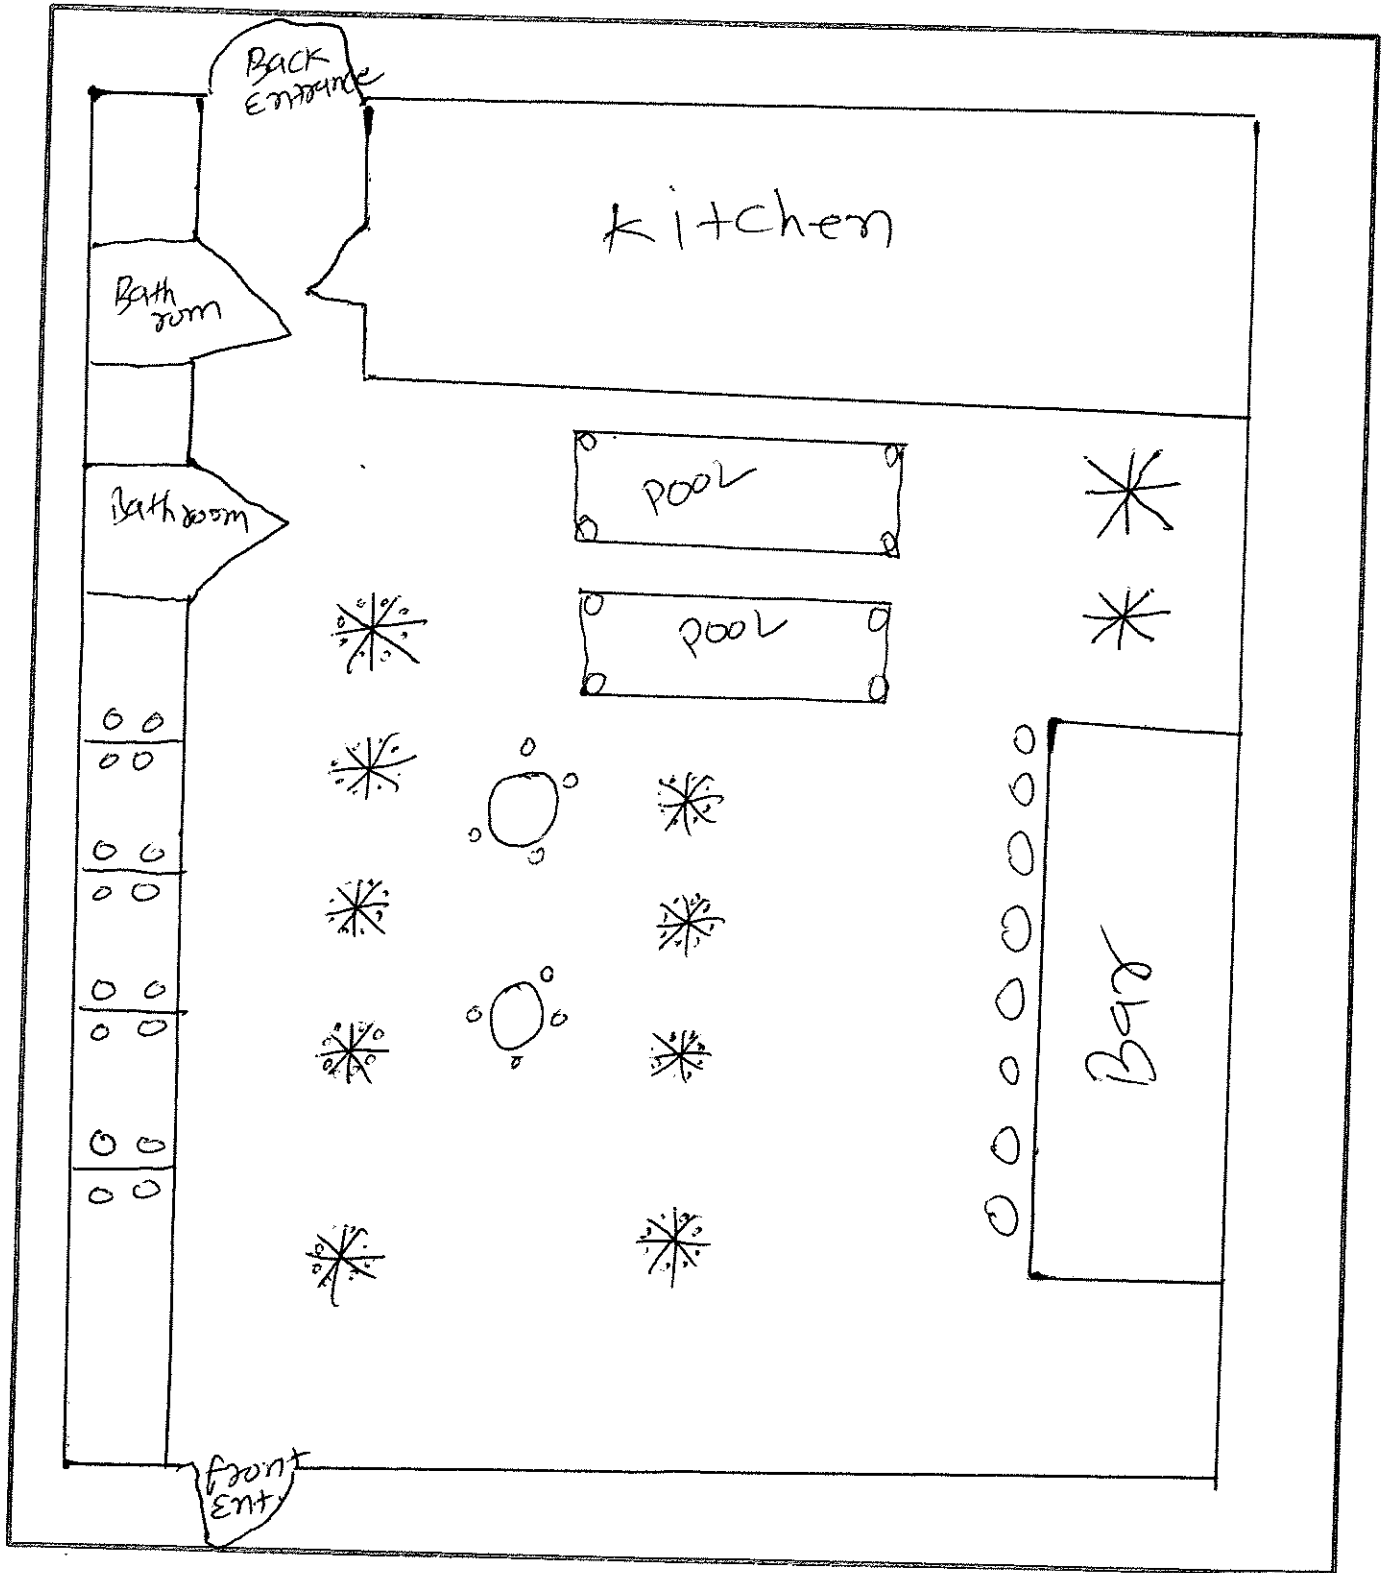 Back
Entrance
Kitchen
Bath
room
POOL
Bathroom
POOL
Bar
front
Ent.